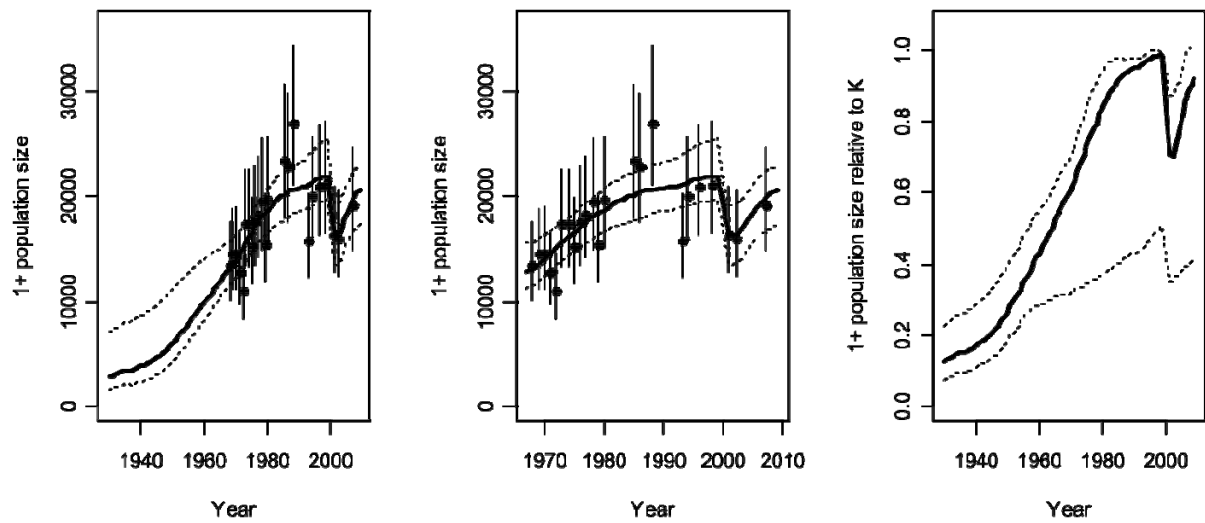 1+ population size
0 10000 20000 30000
1940 1960 1980 2000
Year
1+ population size
0 10000 20000 30000
1970 1980 1990 2000 2010
Year
1+ population size relative to K
0.0 0.2 0.4 0.6 0.8 1.0
1940 1960 1980 2000
Year